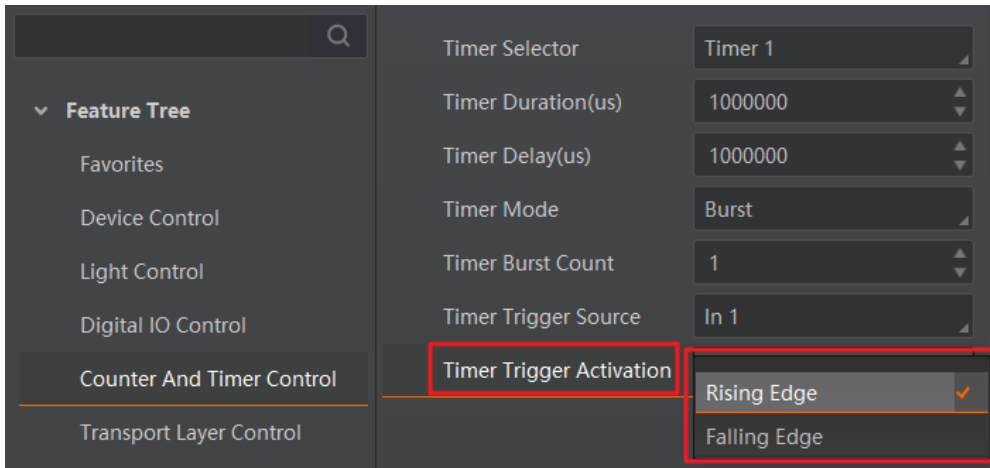 Feature Tree
Favorites
Device Control
Light Control
Digital IO Control
Counter And Timer Control
Transport Layer Control
Timer Selector Timer 1
Timer Duration(us) 1000000
Timer Delay(us) 1000000
Timer Mode Burst
Timer Burst Count 1
Timer Trigger Source In 1
Timer Trigger Activation
Rising Edge
Falling Edge